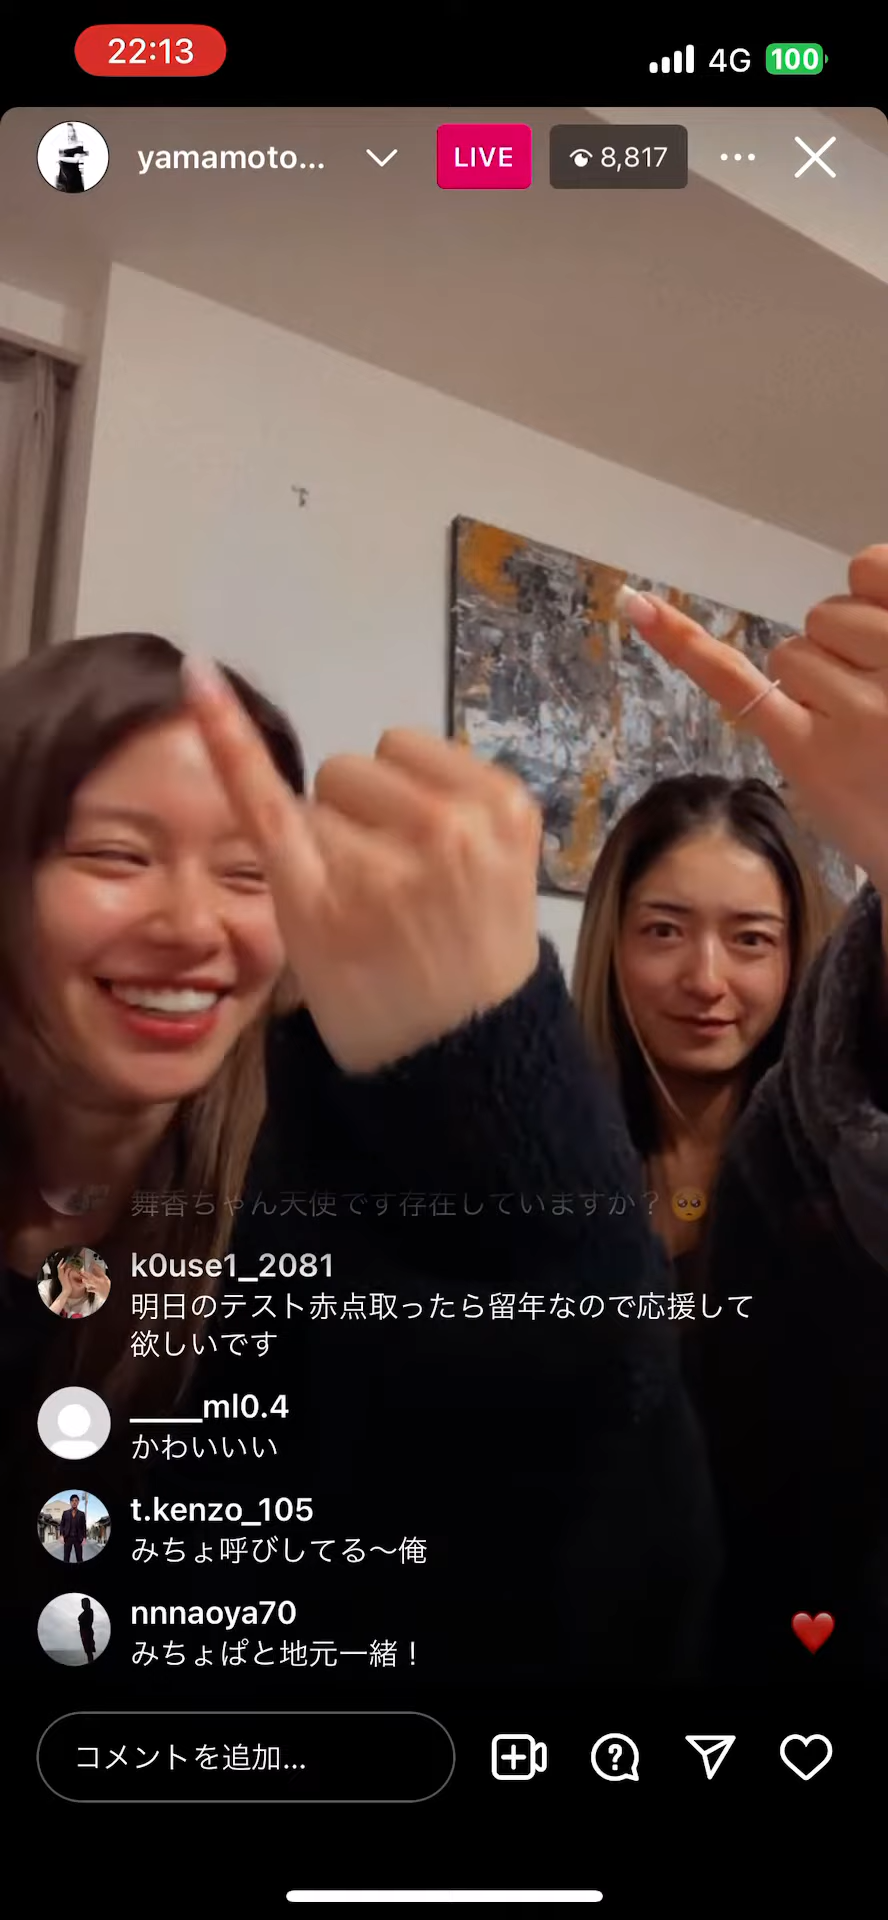 22:13
4G
100
yamamoto...
LIVE
8,817
舞香ちゃん天使です存在していますか？🥺
k0use1_2081
明日のテスト赤点取ったら留年なので応援して
欲しいです
_____ml0.4
かわいいい
t.kenzo_105
みちょ呼びしてる〜俺
nnnaoya70
みちょぱと地元一緒！
コメントを追加...